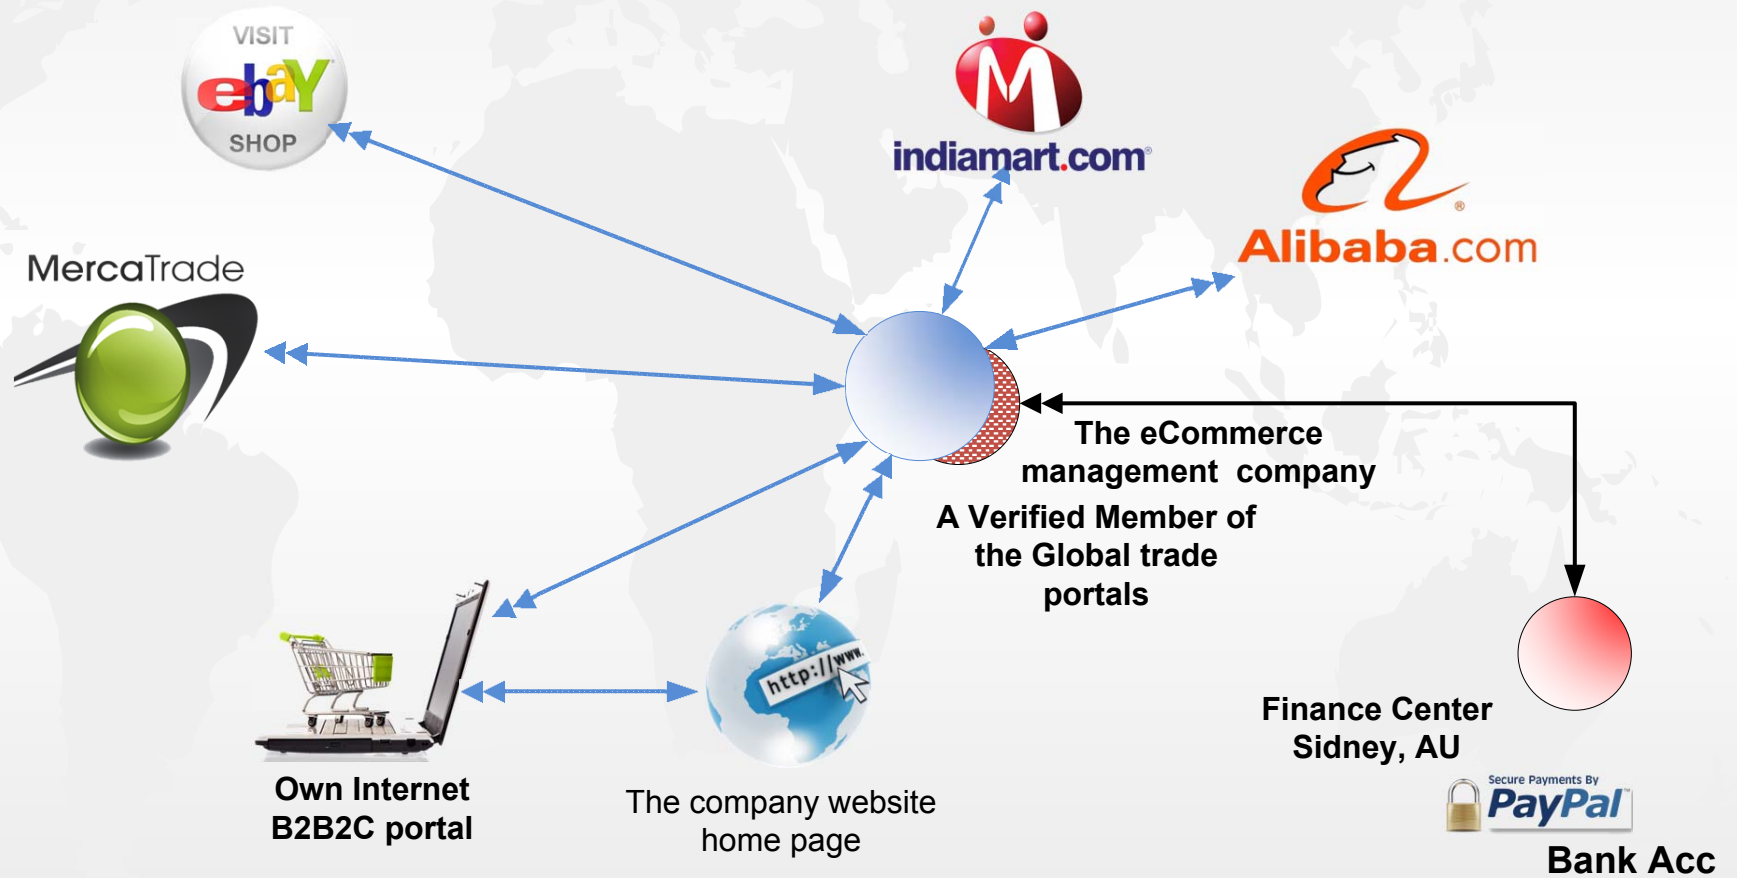 VISIT
ebaY
SHOP
indiamart.com®
Alibaba.com
®
MercaTrade
The eCommerce
management company
A Verified Member of
the Global trade
portals
http://www.
Finance Center
Sidney, AU
Own Internet
B2B2C portal
The company website
home page
Secure Payments By
PayPal™
Bank Acc